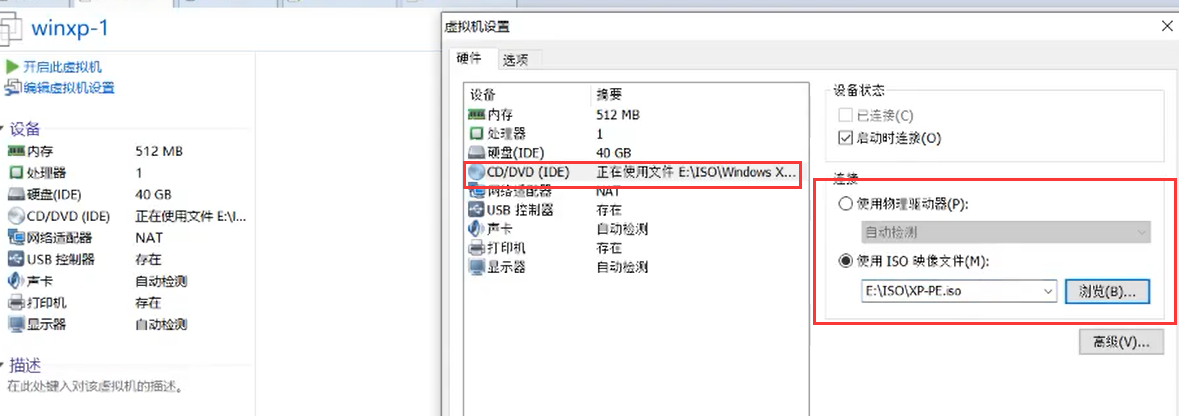 winxp-1
开启此虚拟机
编辑虚拟机设置
设备
内存 512 MB
处理器 1
硬盘(IDE) 40 GB
CD/DVD (IDE) 正在使用文件 E:\I...
网络适配器 NAT
USB 控制器 存在
声卡 自动检测
打印机 存在
显示器 自动检测
描述
在此处键入对该虚拟机的描述。
虚拟机设置
硬件 选项
设备 摘要
内存 512 MB
处理器 1
硬盘(IDE) 40 GB
CD/DVD (IDE) 正在使用文件 E:\ISO\Windows X...
网络适配器 NAT
USB 控制器 存在
声卡 自动检测
打印机 存在
显示器 自动检测
设备状态
已连接(C)
启动时连接(O)
连接
使用物理驱动器(P):
自动检测
使用 ISO 映像文件(M):
E:\ISO\XP-PE.iso 浏览(B)...
高级(V)...